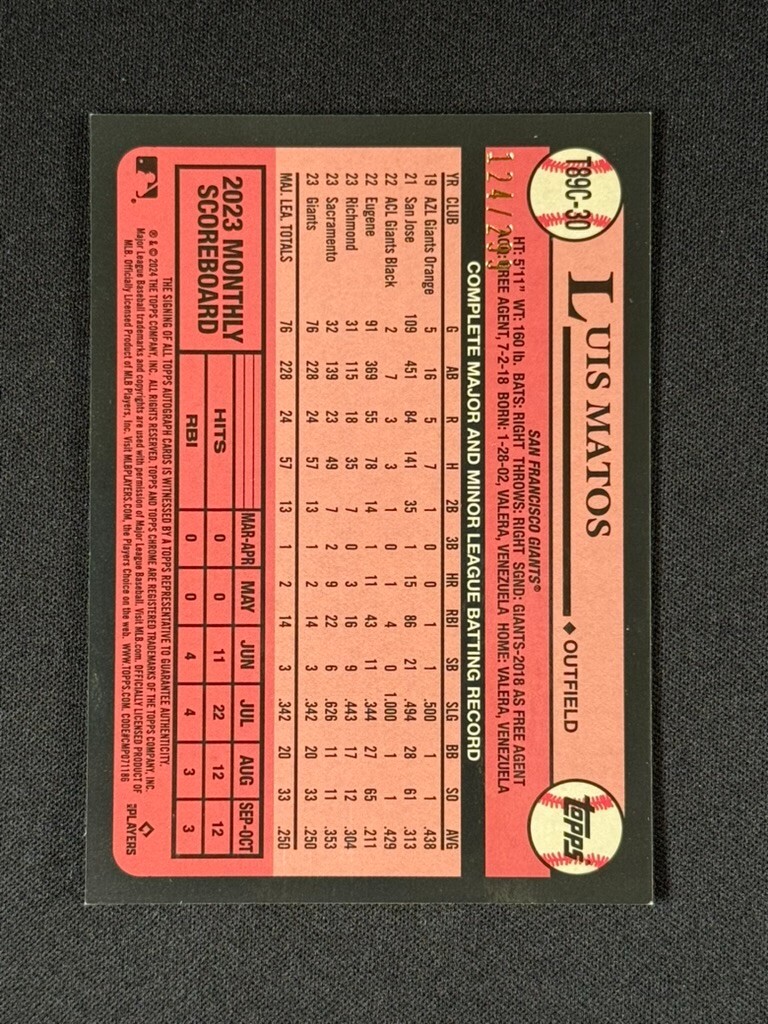 T89C-30
LUIS MATOS
◆ OUTFIELD
TOPPS
124/299
SAN FRANCISCO GIANTS®
HT: 5'11" WT: 160 lb. BATS: RIGHT THROWS: RIGHT SGND: GIANTS-2018 AS FREE AGENT
ACQ: FREE AGENT, 7-2-18 BORN: 1-28-02, VALERA, VENEZUELA HOME: VALERA, VENEZUELA
COMPLETE MAJOR AND MINOR LEAGUE BATTING RECORD
YR CLUB G AB R H 2B 3B HR RBI SB SLG BB SO AVG
19 AZL Giants Orange 5 16 5 7 1 0 0 1 1 .500 1 1 .438
21 San Jose 109 451 84 141 35 1 15 86 21 .494 28 61 .313
22 ACL Giants Black 2 7 3 3 1 0 1 4 0 1.000 1 1 .429
22 Eugene 91 369 55 78 14 1 11 43 11 .344 27 65 .211
23 Richmond 31 115 18 35 7 0 3 16 9 .443 17 12 .304
23 Sacramento 32 139 23 49 7 2 9 22 6 .626 11 11 .353
23 Giants 76 228 24 57 13 1 2 14 3 .342 20 33 .250
MAJ. LEA. TOTALS 76 228 24 57 13 1 2 14 3 .342 20 33 .250
2023 MONTHLY
SCOREBOARD
MAR-APR MAY JUN JUL AUG SEP-OCT
HITS 0 0 11 22 12 12
RBI 0 0 4 4 3 3
THE SIGNING OF ALL TOPPS AUTOGRAPH CARDS IS WITNESSED BY A TOPPS REPRESENTATIVE TO GUARANTEE AUTHENTICITY.
® & © 2024 THE TOPPS COMPANY, INC. ALL RIGHTS RESERVED. TOPPS AND TOPPS CHROME ARE REGISTERED TRADEMARKS OF THE TOPPS COMPANY, INC.
Major League Baseball trademarks and copyrights are used with permission of Major League Baseball. Visit MLB.com. OFFICIALLY LICENSED PRODUCT OF
MLB. Officially Licensed Product of MLB Players, Inc. Visit MLBPLAYERS.COM, the Players Choice on the web. WWW.TOPPS.COM. CODE#CMP071186
PLAYERS